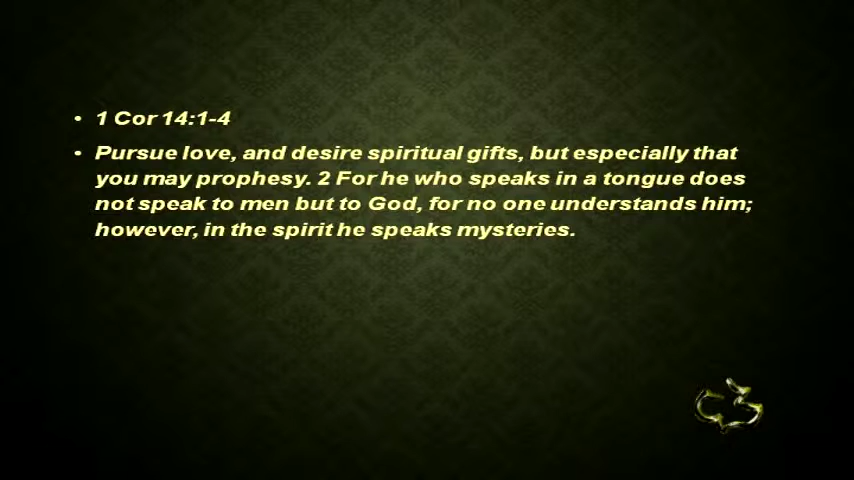 • 1 Cor 14:1-4
• Pursue love, and desire spiritual gifts, but especially that
you may prophesy. 2 For he who speaks in a tongue does
not speak to men but to God, for no one understands him;
however, in the spirit he speaks mysteries.